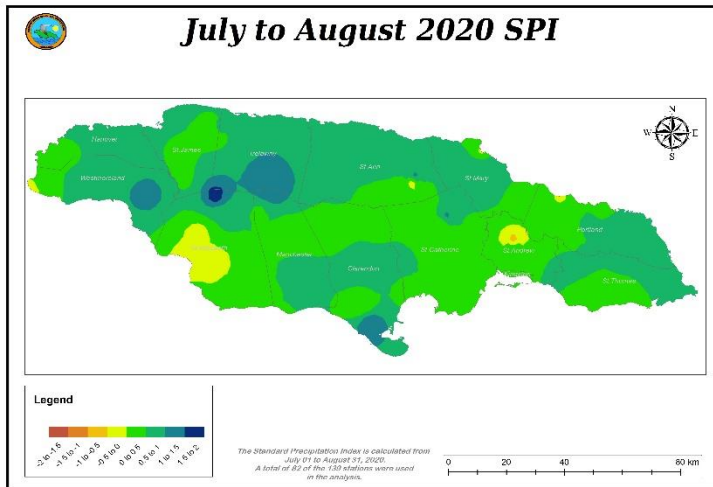 July to August 2020 SPI
N
W E
S
Hanover
St James
Trelawny
St Ann
St Mary
Westmoreland
Portland
Manchester
Clarendon
St Catherine
St Andrew
Kingston
St Thomas
Legend
-2 to -1.5
-1.5 to -1
-1 to -0.5
-0.5 to 0
0 to 0.5
0.5 to 1
1 to 1.5
1.5 to 2
The Standard Precipitation Index is calculated from
July 01 to August 31, 2020.
A total of 82 of the 130 stations were used
in the analysis.
0 20 40 80 km